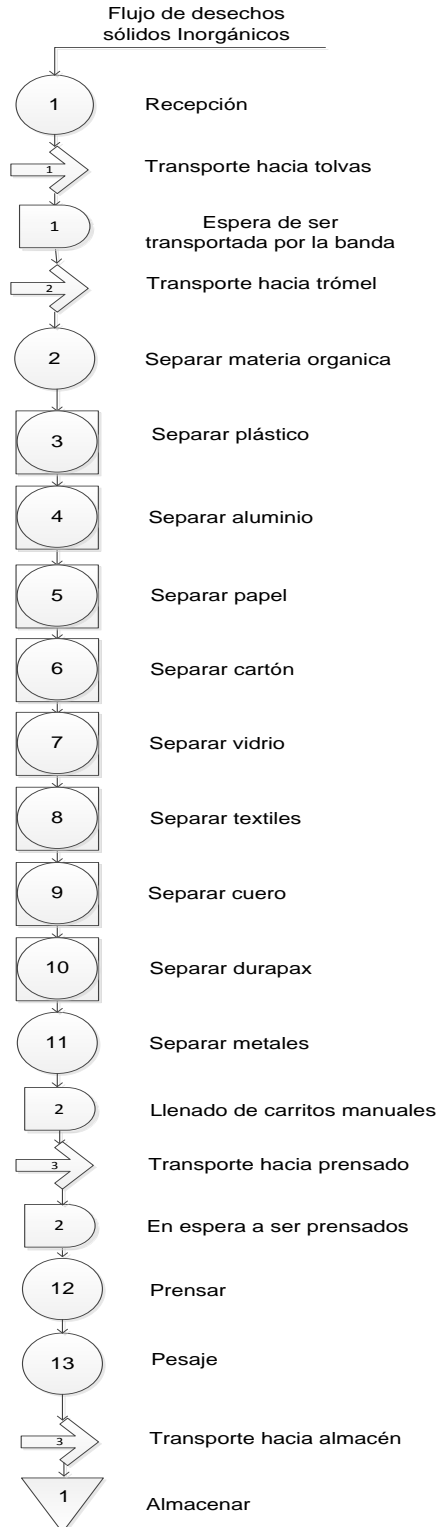 Flujo de desechos
sólidos Inorgánicos
1 Recepción
1 Transporte hacia tolvas
1 Espera de ser
transportada por la banda
2 Transporte hacia trómel
2 Separar materia organica
3 Separar plástico
4 Separar aluminio
5 Separar papel
6 Separar cartón
7 Separar vidrio
8 Separar textiles
9 Separar cuero
10 Separar durapax
11 Separar metales
2 Llenado de carritos manuales
3 Transporte hacia prensado
2 En espera a ser prensados
12 Prensar
13 Pesaje
3 Transporte hacia almacén
1 Almacenar